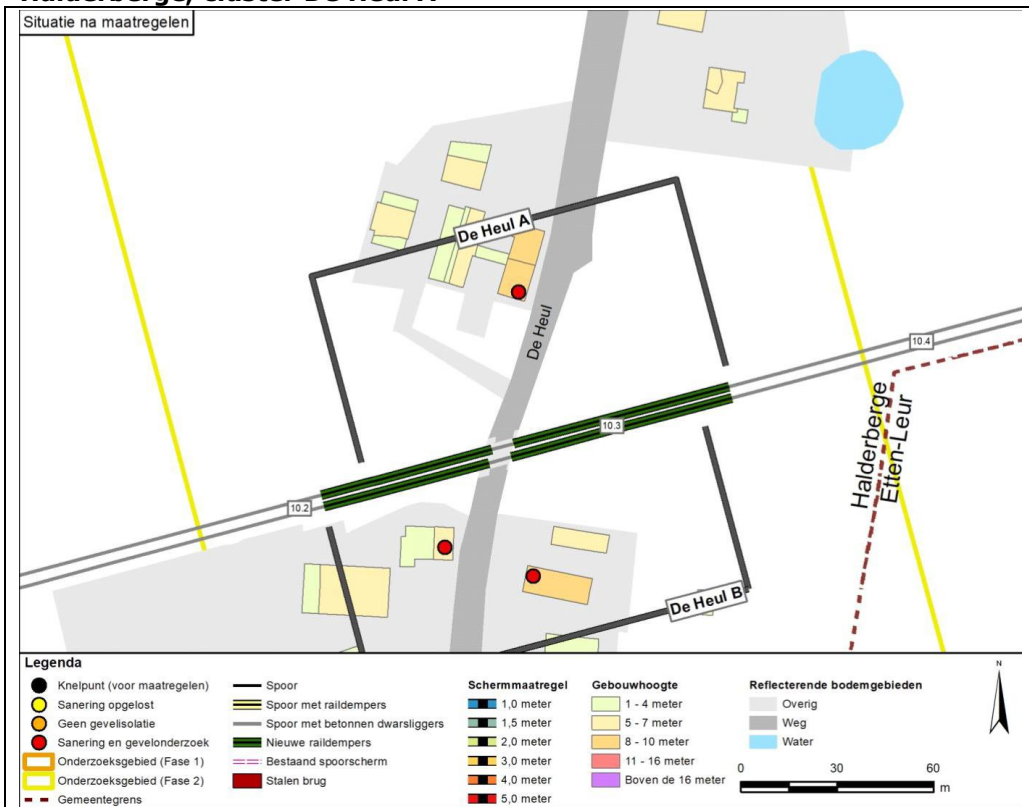 Halderberge, cluster De Heul A
Situatie na maatregelen
De Heul A
De Heul
10.4
10.3
10.2
Halderberge
Etten-Leur
De Heul B
Legenda
Knelpunt (voor maatregelen)
Sanering opgelost
Geen gevelisolatie
Sanering en gevelonderzoek
Onderzoeksgebied (Fase 1)
Onderzoeksgebied (Fase 2)
Gemeentegrens
Spoor
Spoor met raildempers
Spoor met betonnen dwarsliggers
Nieuwe raildempers
Bestaand spoorscherm
Stalen brug
Schermmaatregel
1,0 meter
1,5 meter
2,0 meter
3,0 meter
4,0 meter
5,0 meter
Gebouwhoogte
1 - 4 meter
5 - 7 meter
8 - 10 meter
11 - 16 meter
Boven de 16 meter
Reflecterende bodemgebieden
Overig
Weg
Water
N
0 30 60
m